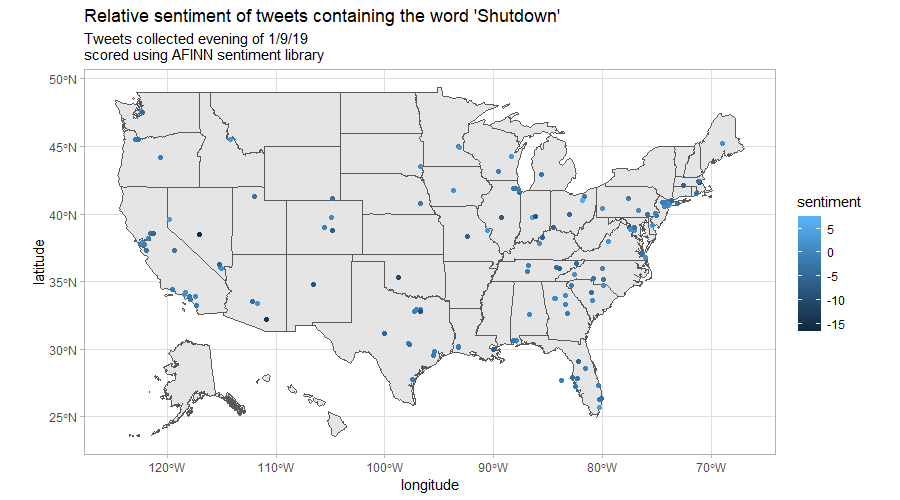 Relative sentiment of tweets containing the word 'Shutdown'
Tweets collected evening of 1/9/19
scored using AFINN sentiment library
50°N
45°N
40°N
35°N
30°N
25°N
latitude
120°W
110°W
100°W
90°W
80°W
70°W
longitude
sentiment
5
0
-5
-10
-15